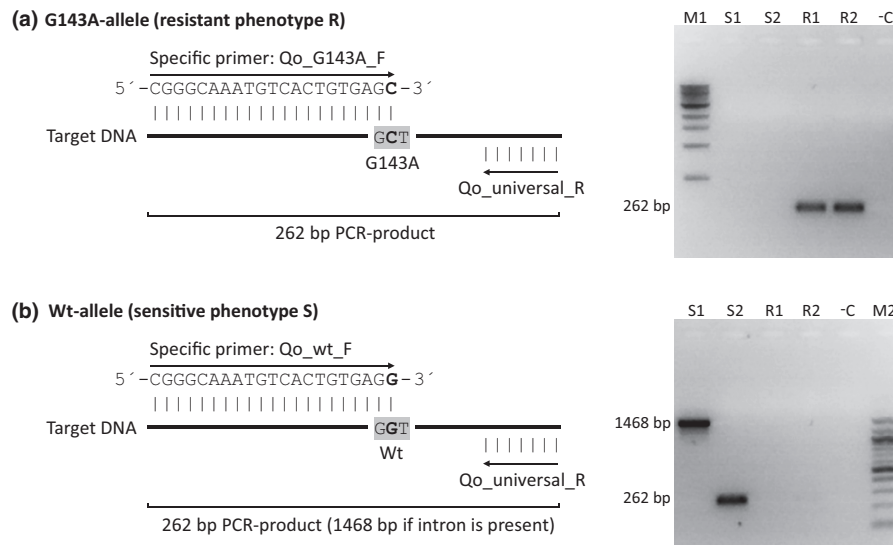 (a) G143A-allele (resistant phenotype R)
Specific primer: Qo_G143A_F
5´-CGGGCAAATGTCACTGTGAGC-3´
Target DNA
GCT
G143A
Qo_universal_R
262 bp PCR-product
M1 S1 S2 R1 R2 -C
262 bp
(b) Wt-allele (sensitive phenotype S)
Specific primer: Qo_wt_F
5´-CGGGCAAATGTCACTGTGAGG-3´
Target DNA
GGT
Wt
Qo_universal_R
262 bp PCR-product (1468 bp if intron is present)
S1 S2 R1 R2 -C M2
1468 bp
262 bp